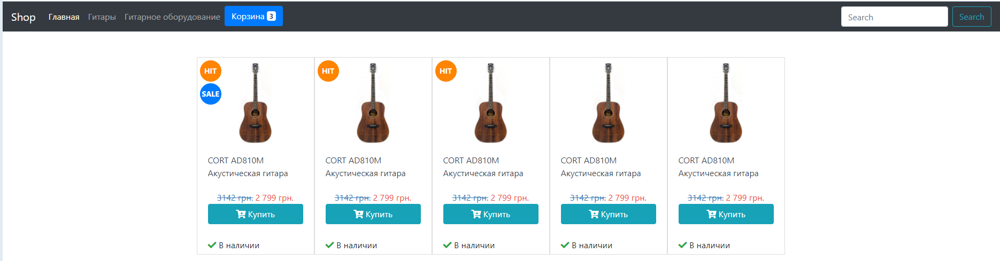 Shop Главная Гитары Гитарное оборудование Корзина 3 Search Search
HIT HIT HIT
SALE
CORT AD810M CORT AD810M CORT AD810M CORT AD810M CORT AD810M
Акустическая гитара Акустическая гитара Акустическая гитара Акустическая гитара Акустическая гитара
3142 грн. 2 799 грн. 3142 грн. 2 799 грн. 3142 грн. 2 799 грн. 3142 грн. 2 799 грн. 3142 грн. 2 799 грн.
Купить Купить Купить Купить Купить
В наличии В наличии В наличии В наличии В наличии